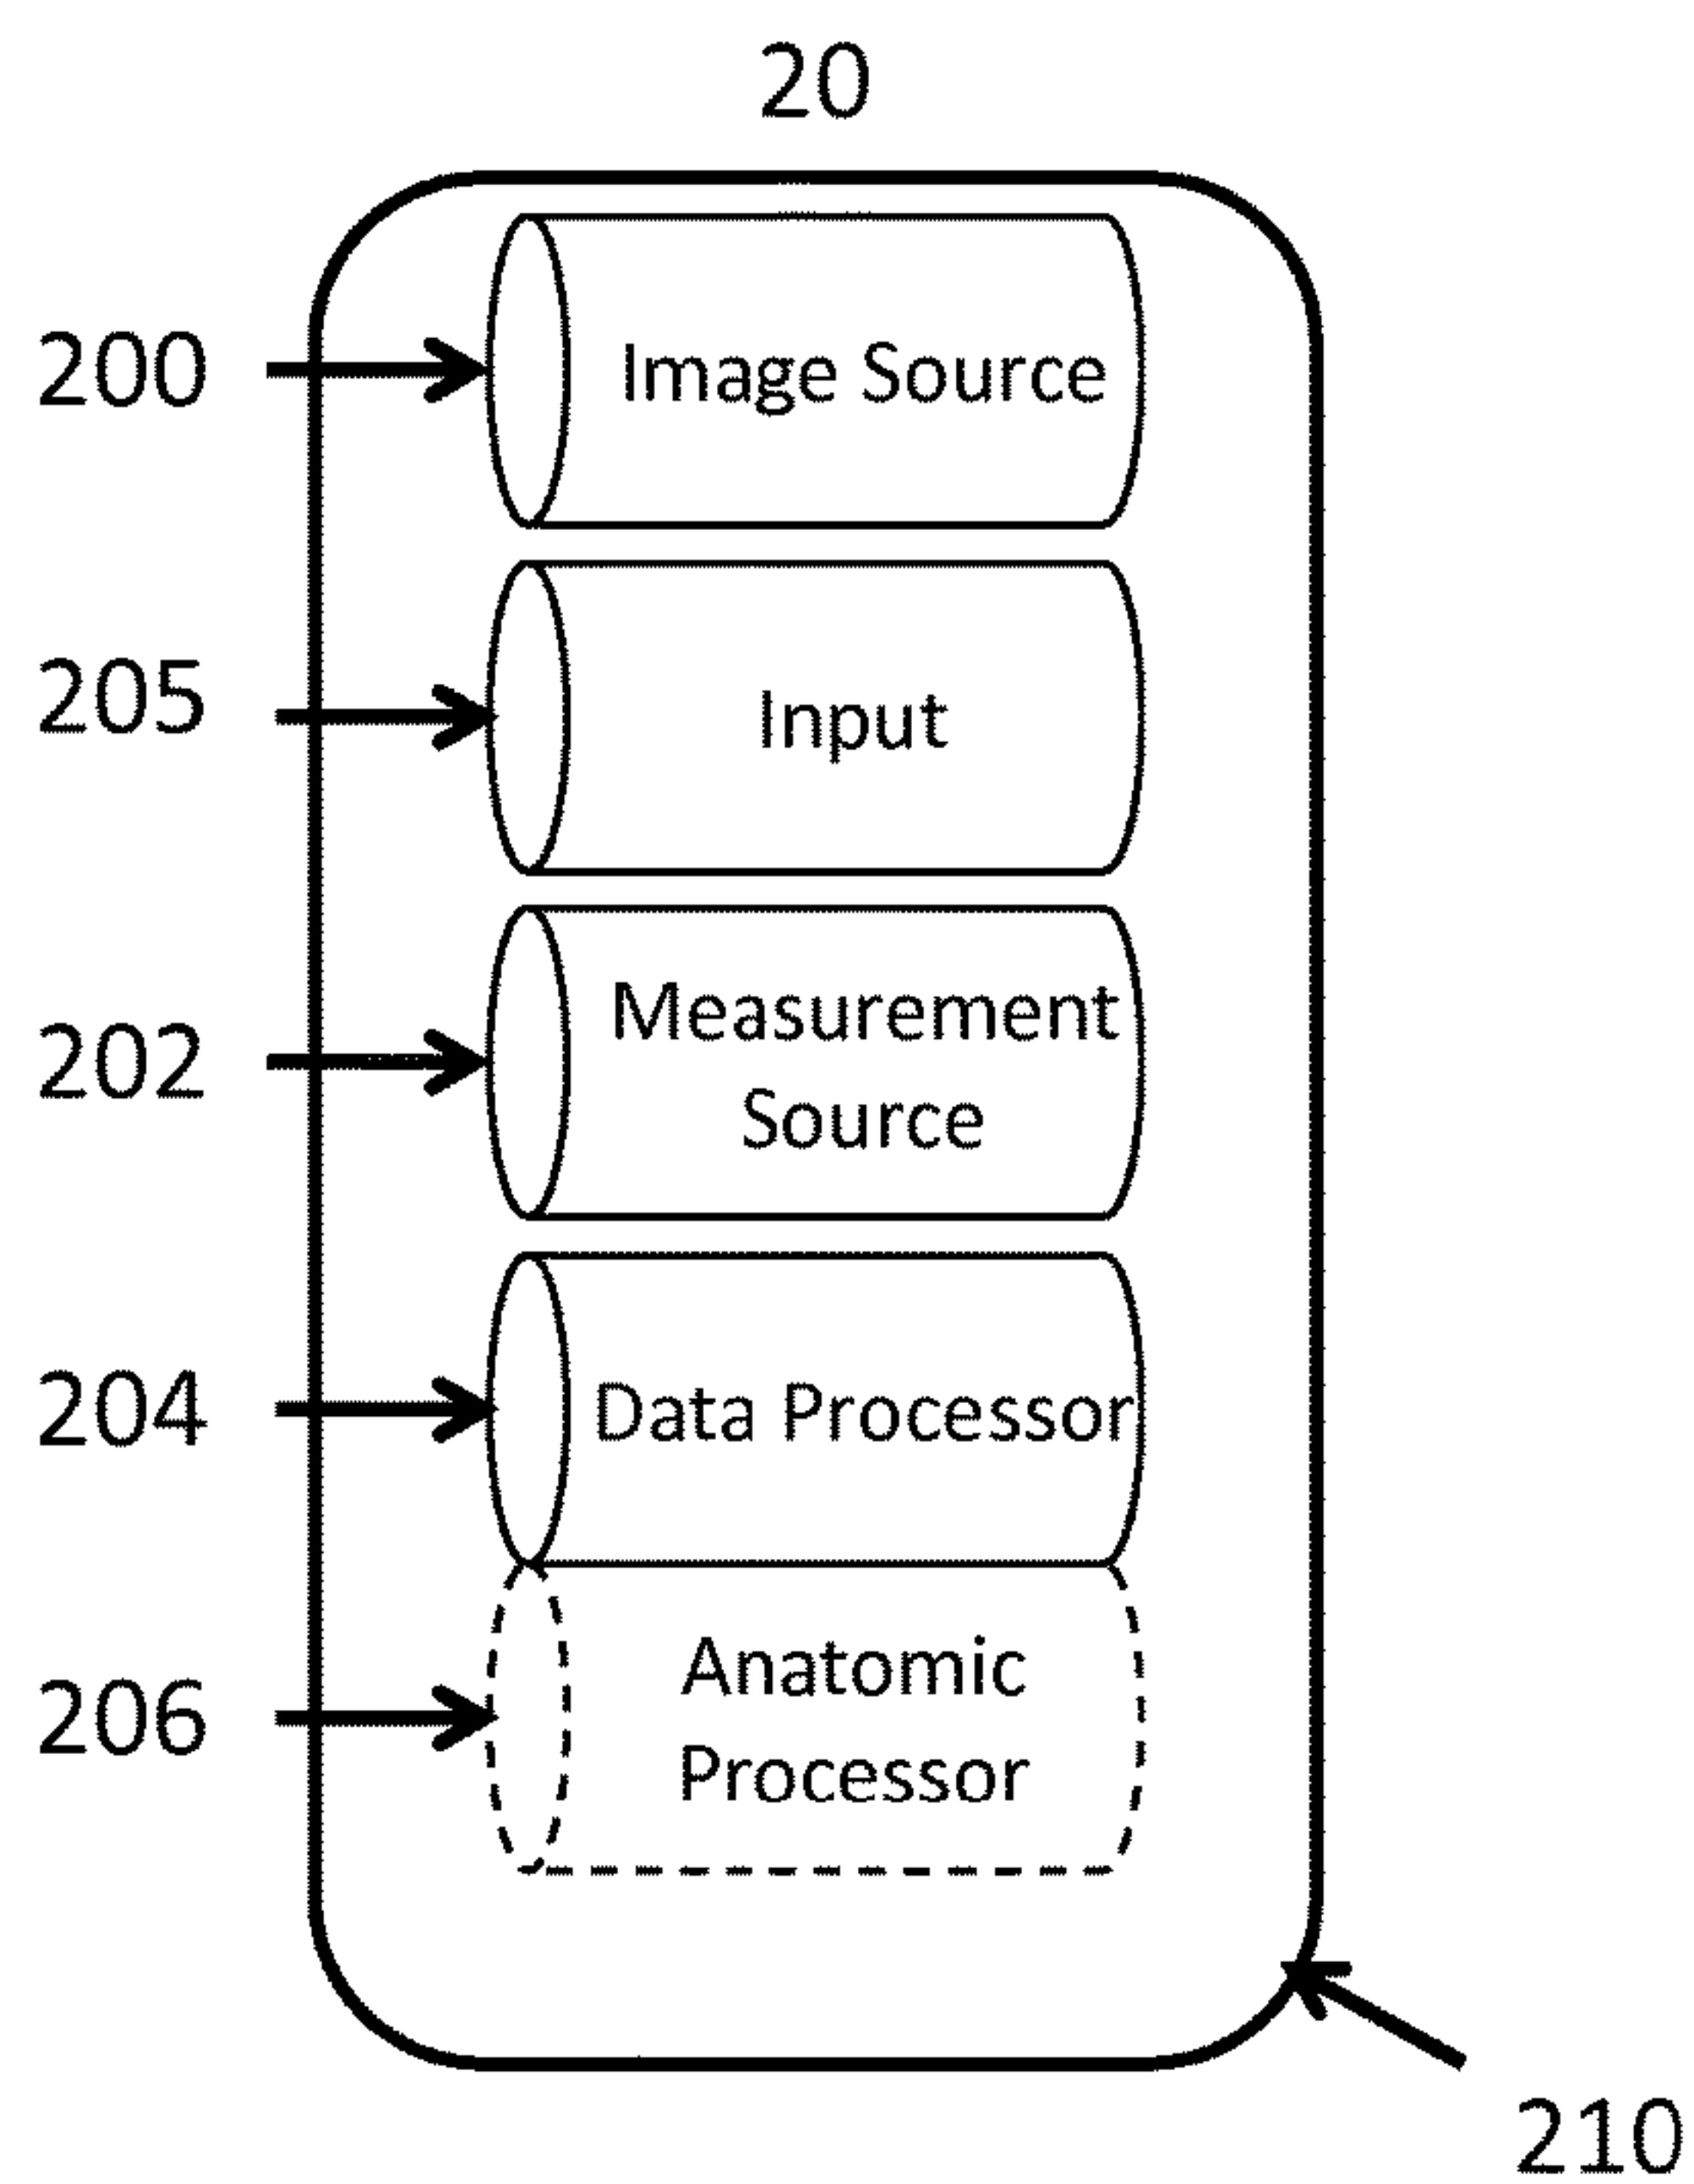 20
200
Image Source
205
Input
202
Measurement
Source
204
Data Processor
206
Anatomic
Processor
210